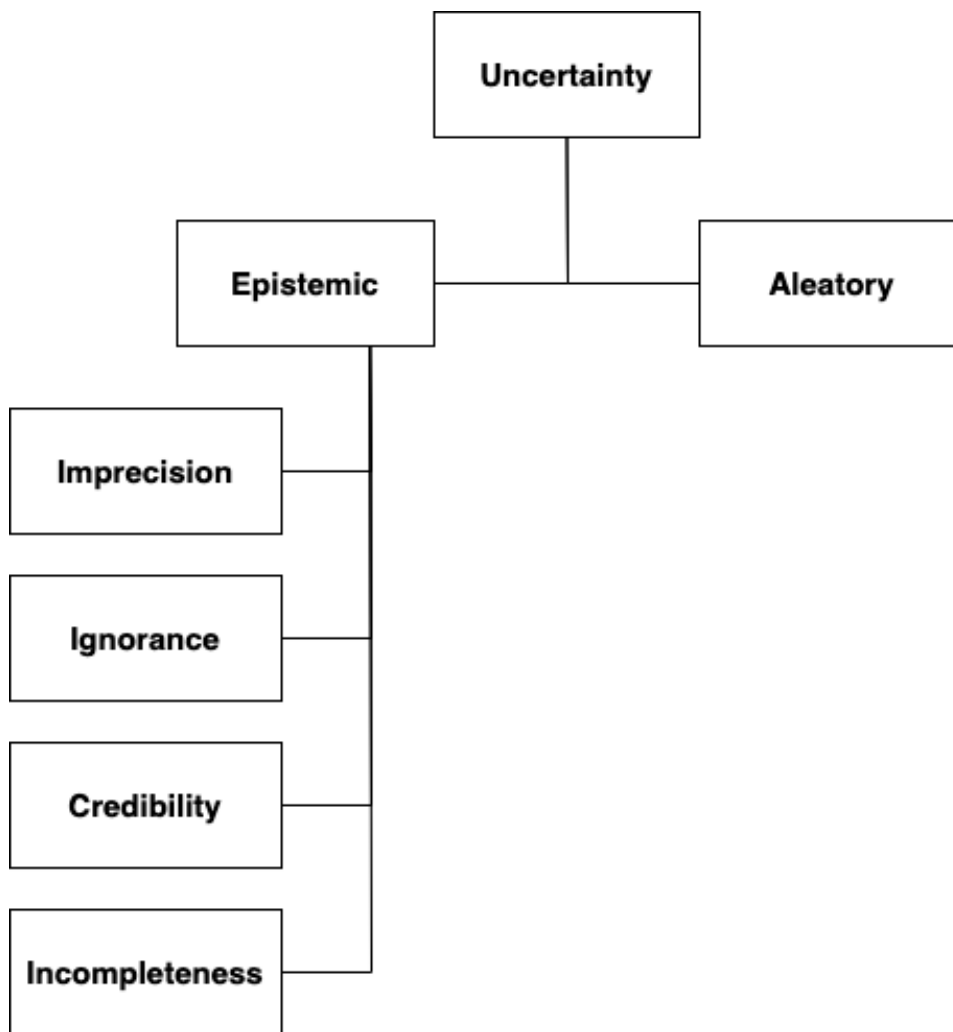 Uncertainty
Epistemic
Aleatory
Imprecision
Ignorance
Credibility
Incompleteness